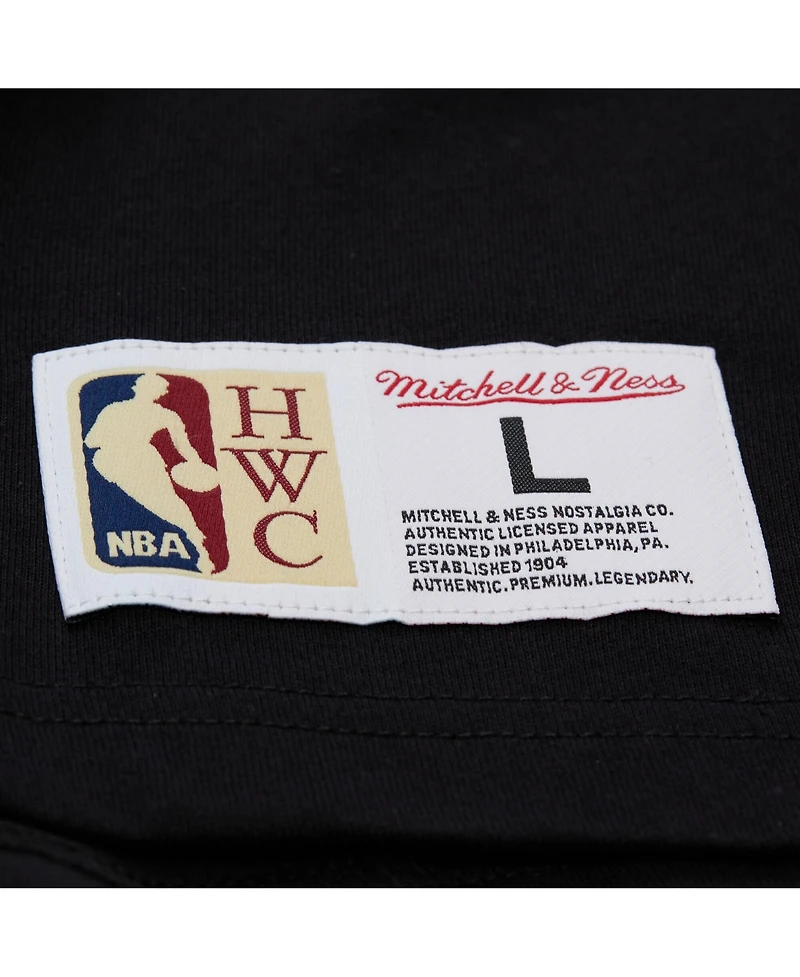 NBA
H
W
C
Mitchell & Ness
L
MITCHELL & NESS NOSTALGIA CO.
AUTHENTIC LICENSED APPAREL
DESIGNED IN PHILADELPHIA, PA.
ESTABLISHED 1904
AUTHENTIC. PREMIUM. LEGENDARY.